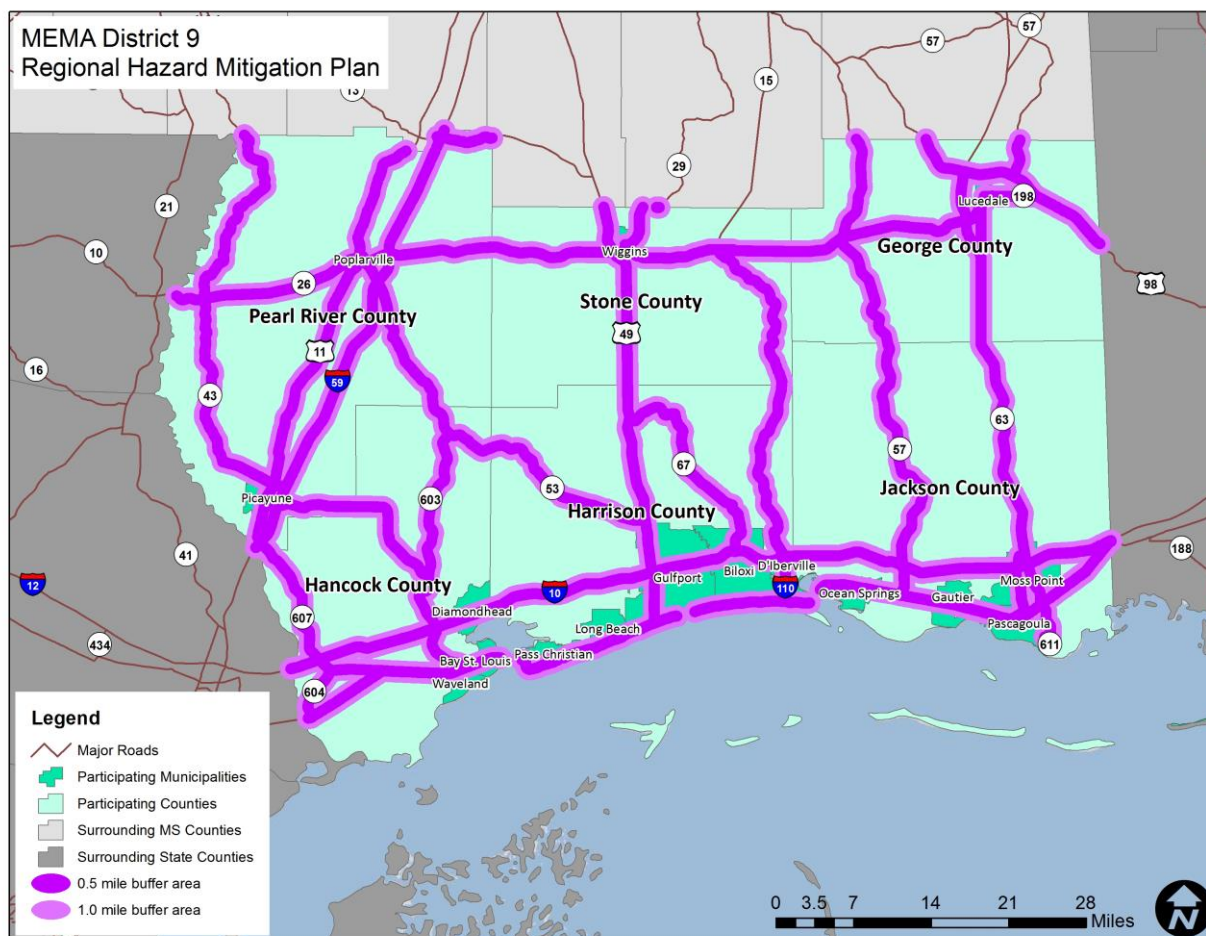 MEMA District 9
Regional Hazard Mitigation Plan
57
57
13
15
29
21
198
Lucedale
10
George County
Poplarville
Wiggins
26
98
Stone County
Pearl River County
49
11
16
59
43
63
57
67
Jackson County
Picayune
603
53
Harrison County
188
41
12
Hancock County
Gulfport
Biloxi
D'Iberville
Moss Point
10
110
Ocean Springs
Gautier
Diamondhead
607
Long Beach
Pascagoula
434
611
Bay St. Louis
Pass Christian
Waveland
604
Legend
Major Roads
Participating Municipalities
Participating Counties
Surrounding MS Counties
Surrounding State Counties
0.5 mile buffer area
1.0 mile buffer area
0 3.5 7 14 21 28
Miles
N